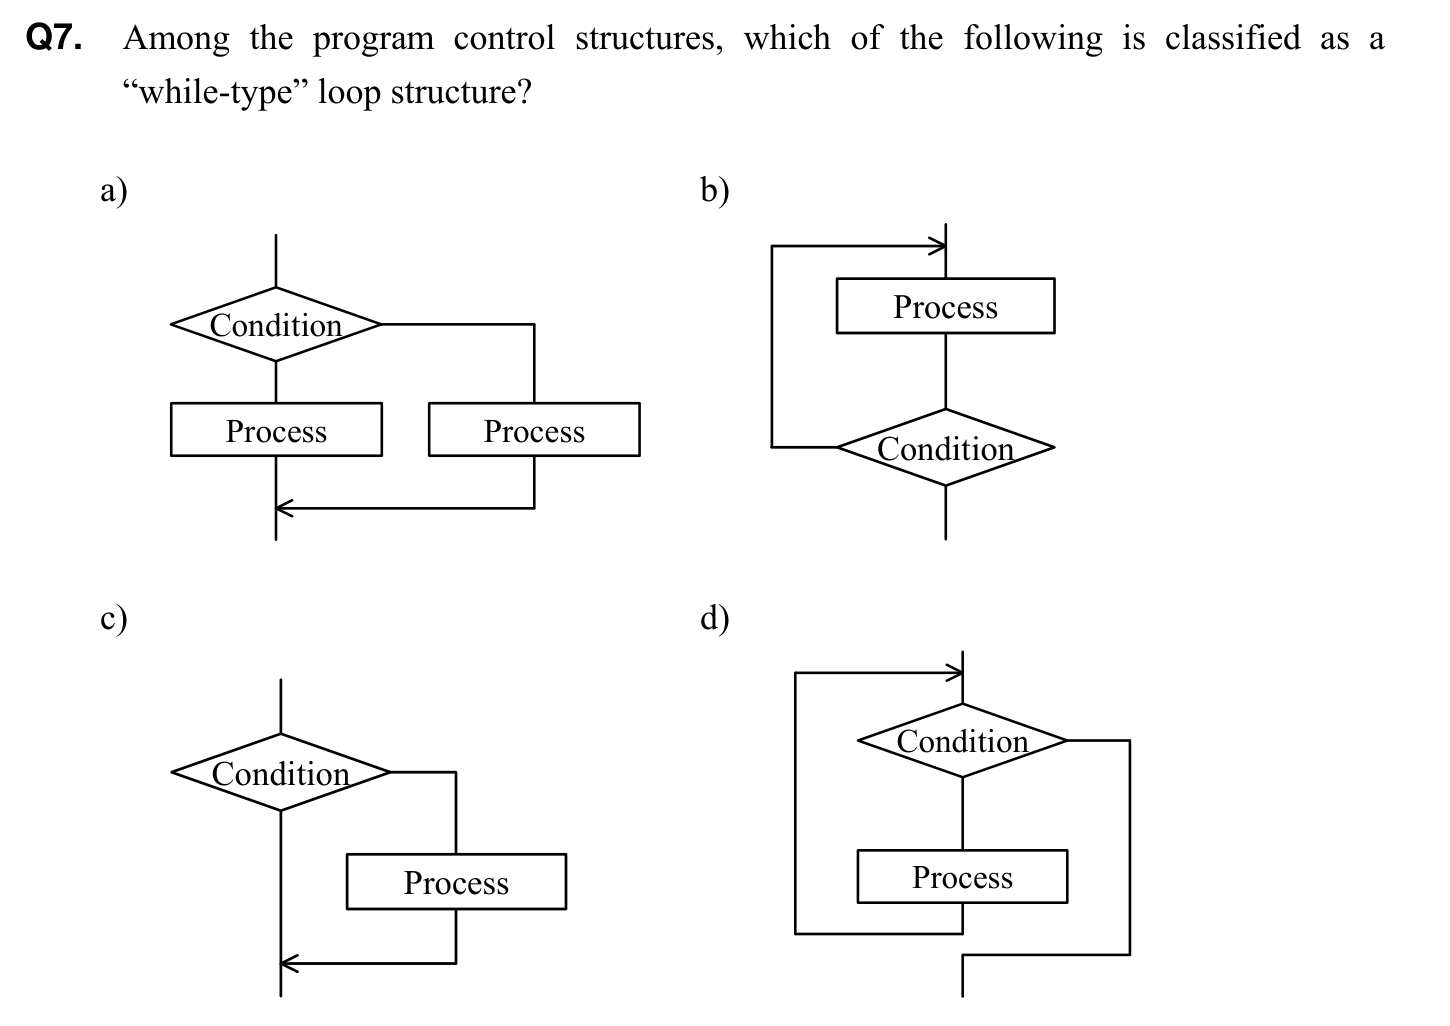 Q7. Among the program control structures, which of the following is classified as a
“while-type” loop structure?
a)
Condition
Process
Process
b)
Process
Condition
c)
Condition
Process
d)
Condition
Process